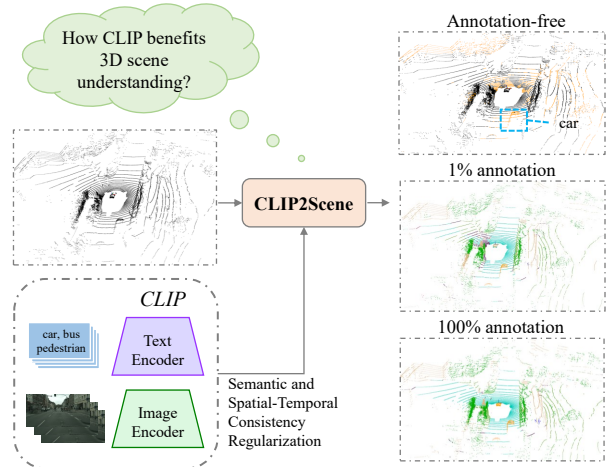 How CLIP benefits
3D scene
understanding?
Annotation-free
car
1% annotation
CLIP2Scene
CLIP
car, bus
pedestrian
Text
Encoder
Image
Encoder
Semantic and
Spatial-Temporal
Consistency
Regularization
100% annotation